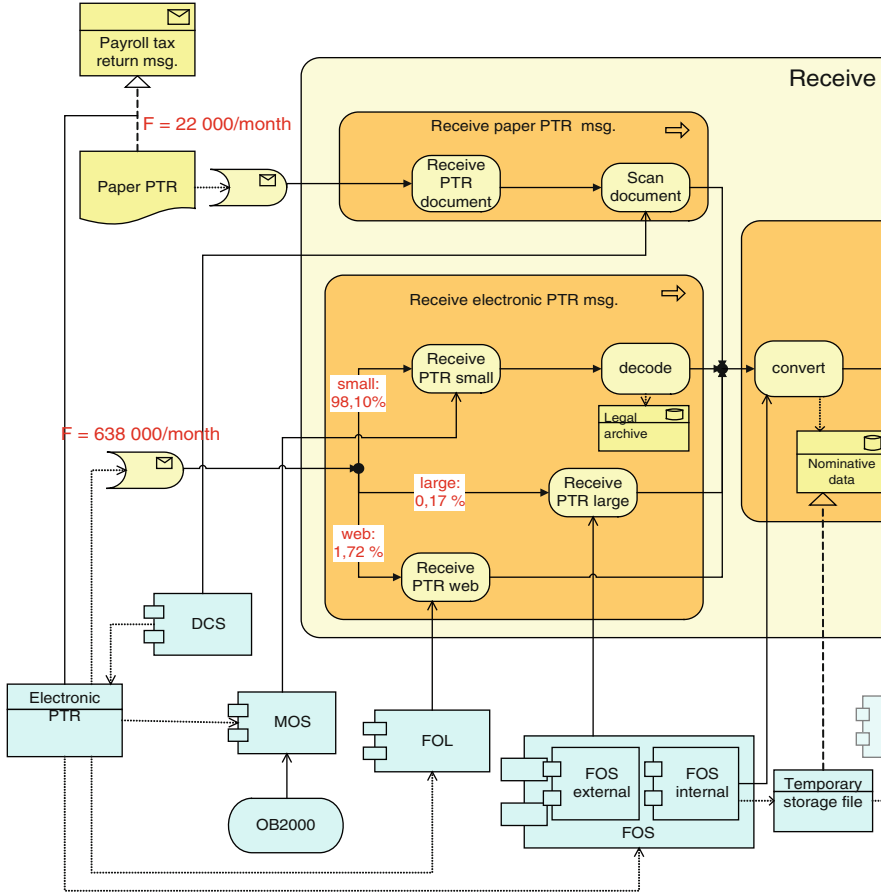 Payroll tax
return msg.
Receive
F = 22 000/month
Receive paper PTR msg.
Paper PTR
Receive
PTR
document
Scan
document
Receive electronic PTR msg.
Receive
PTR small
decode
convert
small:
98,10%
Legal
archive
F = 638 000/month
Nominative
data
large:
0,17 %
Receive
PTR large
web:
1,72 %
Receive
PTR web
DCS
Electronic
PTR
MOS
FOL
FOS
external
FOS
internal
Temporary
storage file
OB2000
FOS